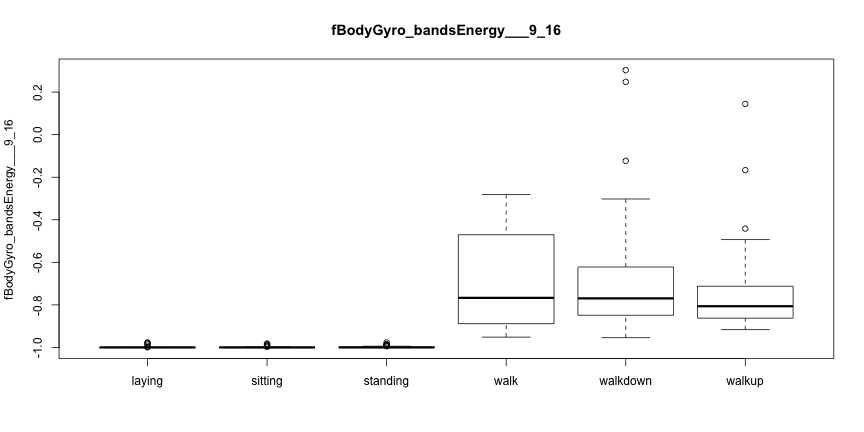 fBodyGyro_bandsEnergy___9_16
fBodyGyro_bandsEnergy___9_16
0.2
0.0
-0.2
-0.4
-0.6
-0.8
-1.0
laying sitting standing walk walkdown walkup